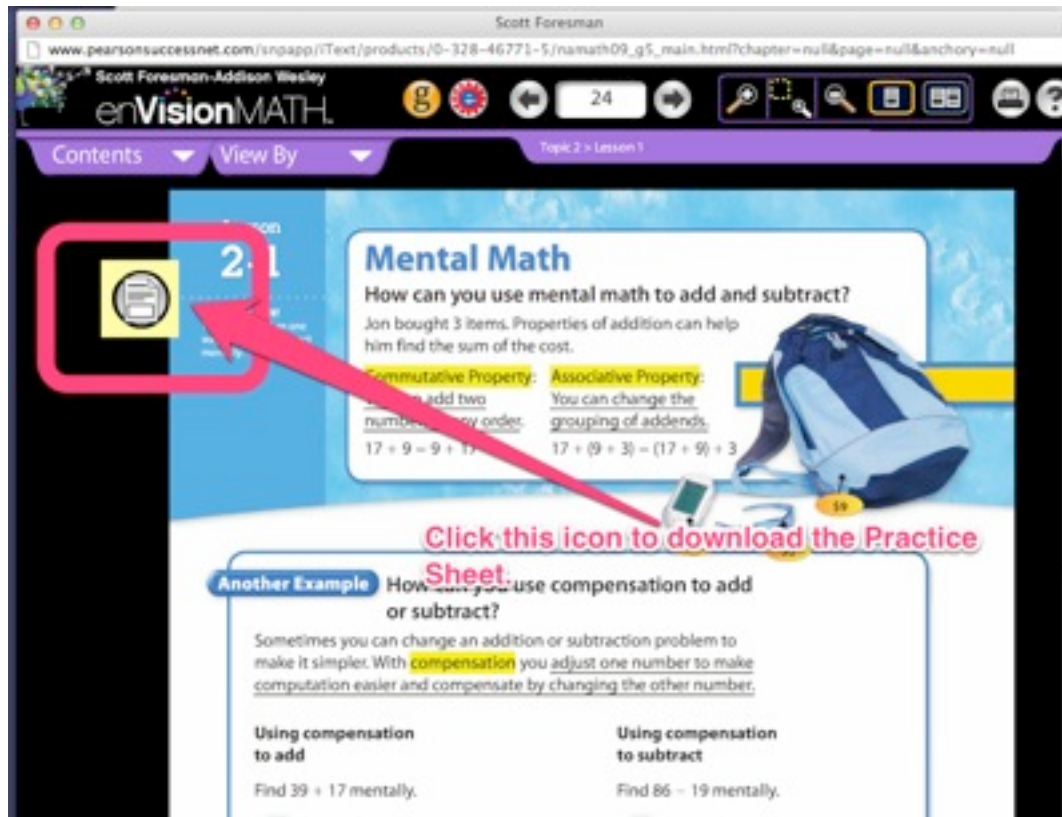 Scott Foresman
www.pearsonsuccessnet.com/snpapp/iText/products/0-328-46771-5/namath09_g5_main.html?chapter=null&page=null&anchory=null
Scott Foresman-Addison Wesley
enVisionMATH.
g
24
?
Contents
View By
Topic 2 > Lesson 1
2-1
Mental Math
How can you use mental math to add and subtract?
Jon bought 3 items. Properties of addition can help
him find the sum of the cost.
Commutative Property:
add two
order.
17 + 9 = 9 + 17
Associative Property:
You can change the
grouping of addends.
17 + (9 + 3) = (17 + 9) + 3
$9
Click this icon to download the Practice
Sheet.
Another Example
How can you use compensation to add
or subtract?
Sometimes you can change an addition or subtraction problem to
make it simpler. With compensation you adjust one number to make
computation easier and compensate by changing the other number.
Using compensation
to add
Find 39 + 17 mentally.
Using compensation
to subtract
Find 86 − 19 mentally.